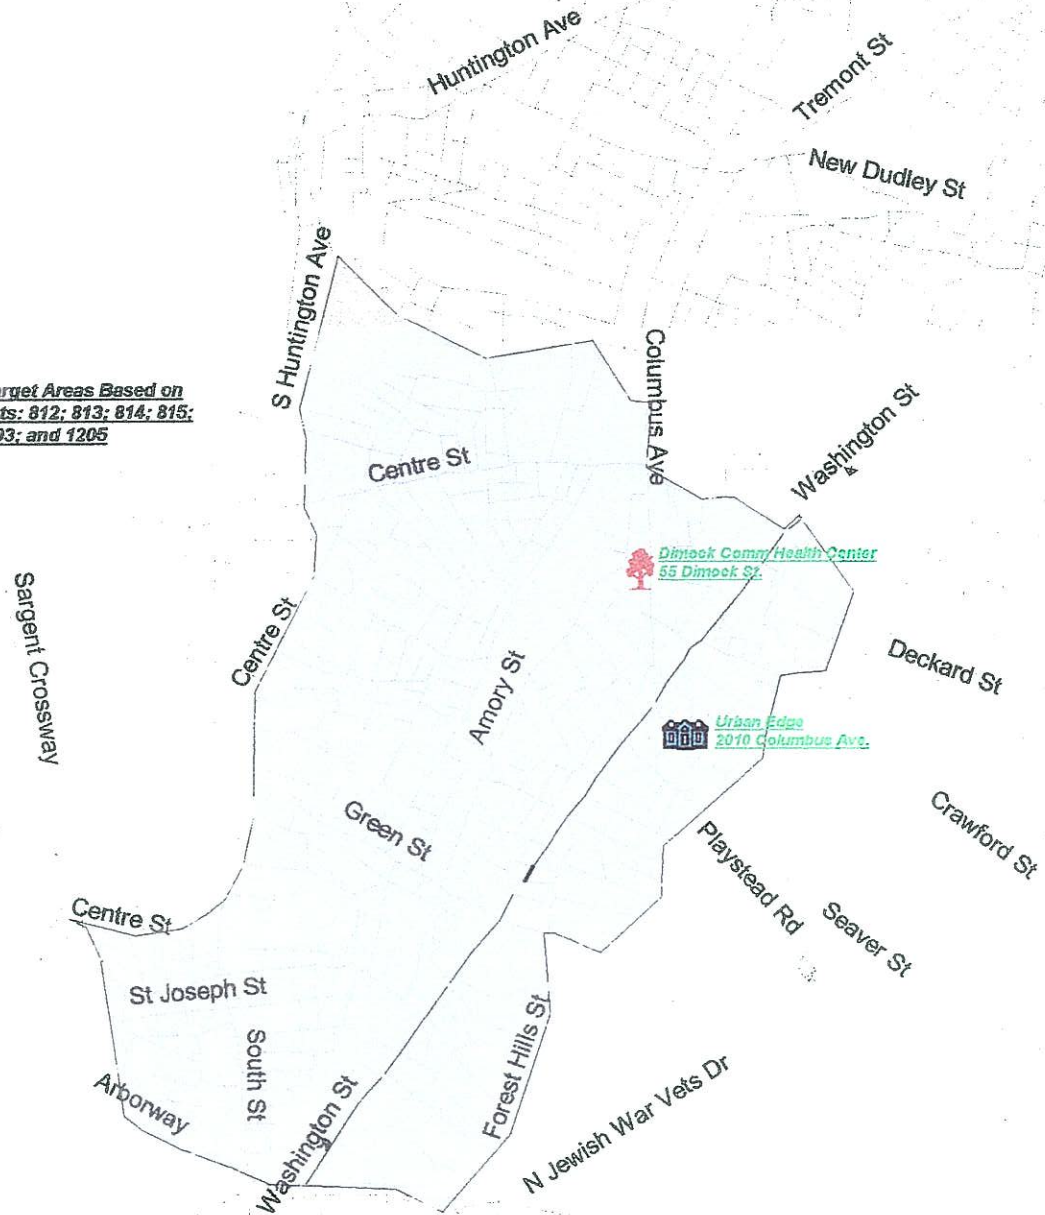 Huntington Ave
Tremont St
New Dudley St
S Huntington Ave
Columbus Ave
Target Areas Based on
812; 813; 814; 815;
and 1205
Centre St
Washington St
Dimock Comm Health Center
55 Dimock St.
Sargent Crossway
Centre St
Deckard St
Amory St
Urban Edge
2010 Columbus Ave.
Green St
Crawford St
Playstead Rd
Seaver St
Centre St
St Joseph St
South St
Forest Hills St
Arborway
Washington St
N Jewish War Vets Dr